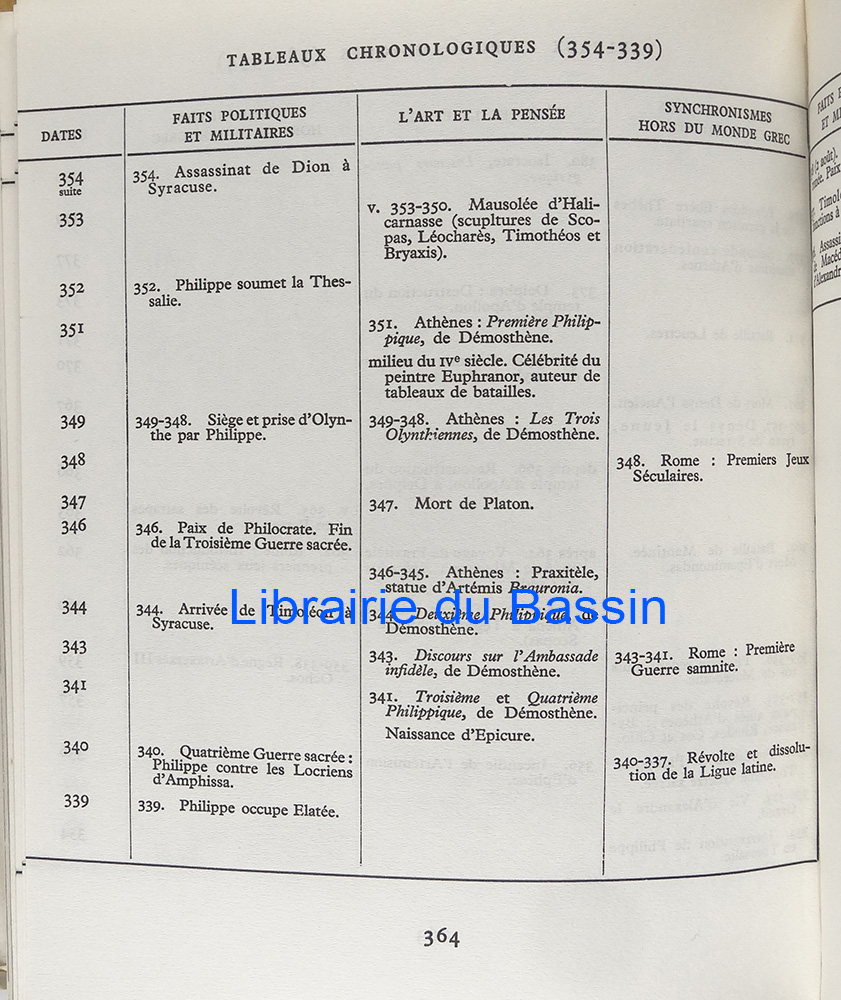 TABLEAUX CHRONOLOGIQUES (354-339)
DATES
FAITS POLITIQUES
ET MILITAIRES
L'ART ET LA PENSÉE
SYNCHRONISMES
HORS DU MONDE GREC
354
suite
354. Assassinat de Dion à
Syracuse.
353
v. 353-350. Mausolée d'Hali-
carnasse (scupltures de Sco-
pas, Léocharès, Timothéos et
Bryaxis).
352
352. Philippe soumet la Thes-
salie.
351
351. Athènes : Première Philip-
pique, de Démosthène.
milieu du IVe siècle. Célébrité du
peintre Euphranor, auteur de
tableaux de batailles.
349
349-348. Siège et prise d'Olyn-
the par Philippe.
349-348. Athènes : Les Trois
Olynthiennes, de Démosthène.
348
348. Rome : Premiers Jeux
Séculaires.
347
347. Mort de Platon.
346
346. Paix de Philocrate. Fin
de la Troisième Guerre sacrée.
346-345. Athènes : Praxitèle,
statue d'Artémis Brauronia.
Librairie du Bassin
344
344. Arrivée de Timoléon à
Syracuse.
344. Deuxième Philippique, de
Démosthène.
343
343. Discours sur l'Ambassade
infidèle, de Démosthène.
343-341. Rome : Première
Guerre samnite.
341
341. Troisième et Quatrième
Philippique, de Démosthène.
Naissance d'Epicure.
340
340. Quatrième Guerre sacrée :
Philippe contre les Locriens
d'Amphissa.
340-337. Révolte et dissolu-
tion de la Ligue latine.
339
339. Philippe occupe Elatée.
364